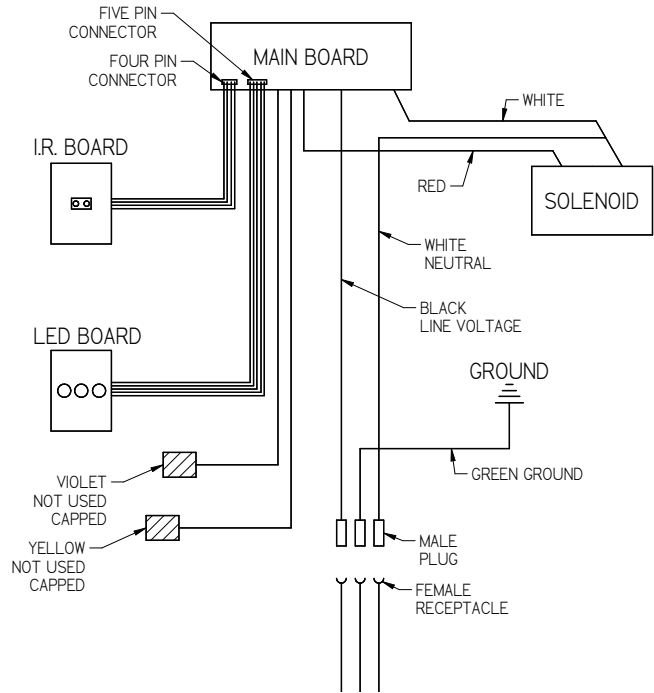 FIVE PIN
CONNECTOR
MAIN BOARD
FOUR PIN
CONNECTOR
WHITE
I.R. BOARD
RED
SOLENOID
WHITE
NEUTRAL
BLACK
LINE VOLTAGE
LED BOARD
GROUND
GREEN GROUND
VIOLET
NOT USED
CAPPED
YELLOW
NOT USED
CAPPED
MALE
PLUG
FEMALE
RECEPTACLE